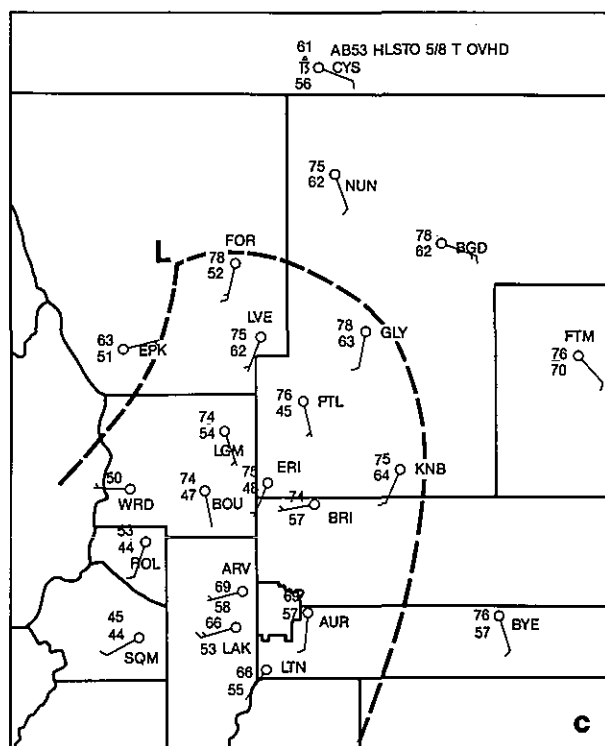 61 AB53 HLSTO 5/8 T OVHD
CYS
56
75
62 NUN
L
FOR
78
52
78
62 BGD
63
51 EPK
LVE
75
62
78
63 GLY
FTM
76
70
76
45 PTL
74
54
LGM
75
48 ERI
75
64 KNB
50
WRD
74
47 BOU
74
57 BRI
53
44 ROL
ARV
69
58
66
53 LAK
69
57 AUR
76
57 BYE
45
44
SQM
66
55 LTN
C